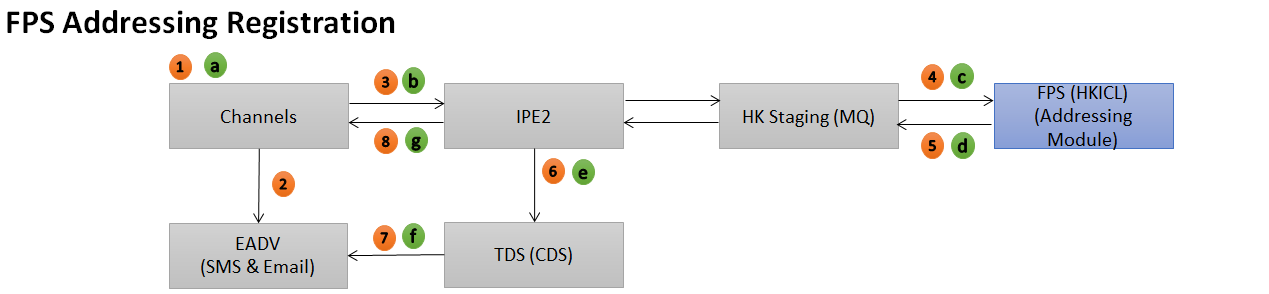 FPS Addressing Registration
1 a
3 b
4 c
Channels
IPE2
HK Staging (MQ)
FPS (HKICL)
(Addressing
Module)
8 g
5 d
2
6 e
7 f
EADV
(SMS & Email)
TDS (CDS)